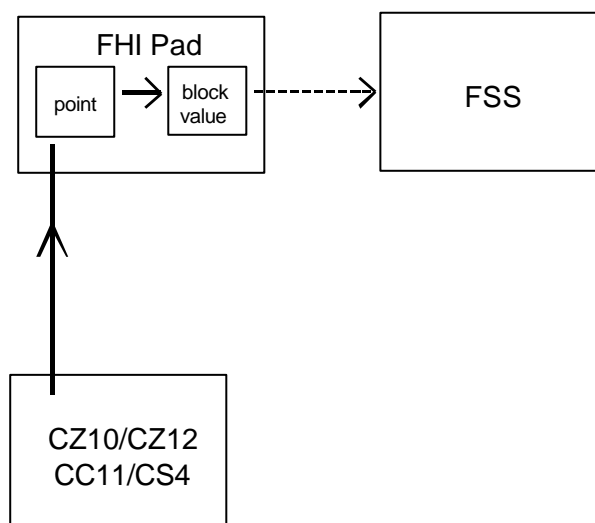 FHI Pad
point
block
value
FSS
CZ10/CZ12
CC11/CS4